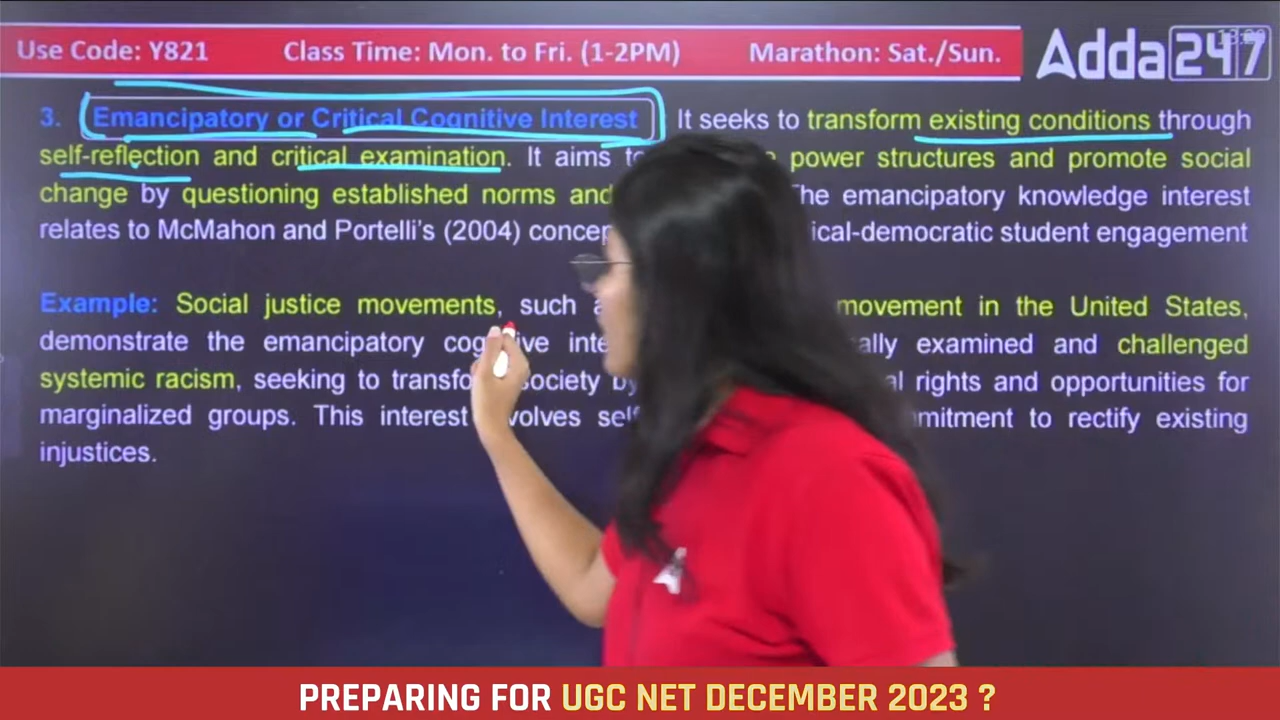 Use Code: Y821 Class Time: Mon. to Fri. (1-2PM) Marathon: Sat./Sun.
Adda247
3. Emancipatory or Critical Cognitive Interest It seeks to transform existing conditions through
self-reflection and critical examination. It aims power structures and promote social
change by questioning established norms and The emancipatory knowledge interest
relates to McMahon and Portelli's (2004) ical-democratic student engagement
Example: Social justice movements, such movement in the United States,
demonstrate the emancipatory examined and challenged
systemic racism, seeking to society rights and opportunities for
marginalized groups. This interest to rectify existing
injustices.
PREPARING FOR UGC NET DECEMBER 2023 ?